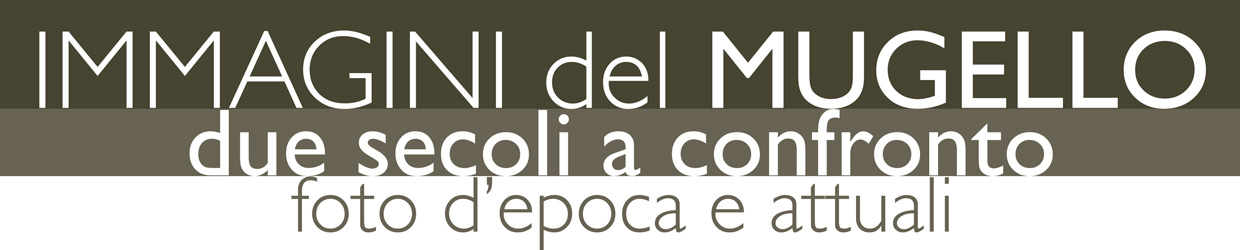 IMMAGINI del MUGELLO
due secoli a confronto
foto d'epoca e attuali